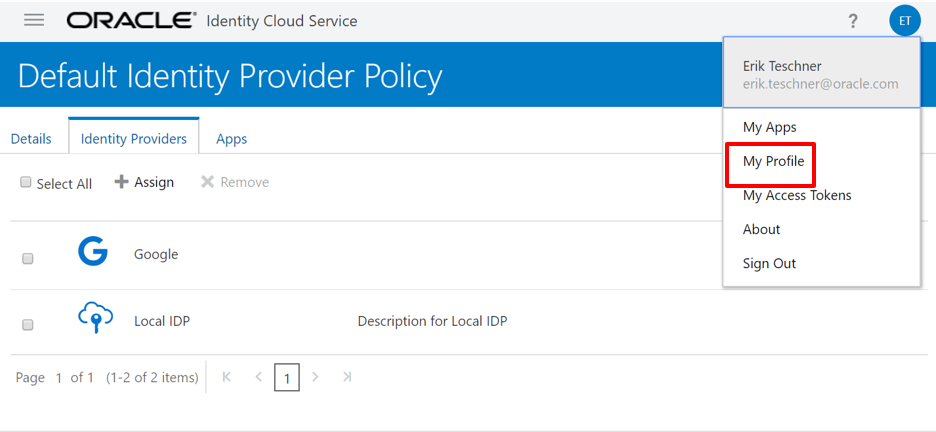 ORACLE® Identity Cloud Service ? ET
Default Identity Provider Policy
Erik Teschner
erik.teschner@oracle.com
My Apps
My Profile
My Access Tokens
About
Sign Out
Details Identity Providers Apps
Select All + Assign Remove
Google
Local IDP Description for Local IDP
Page 1 of 1 (1-2 of 2 items) 1